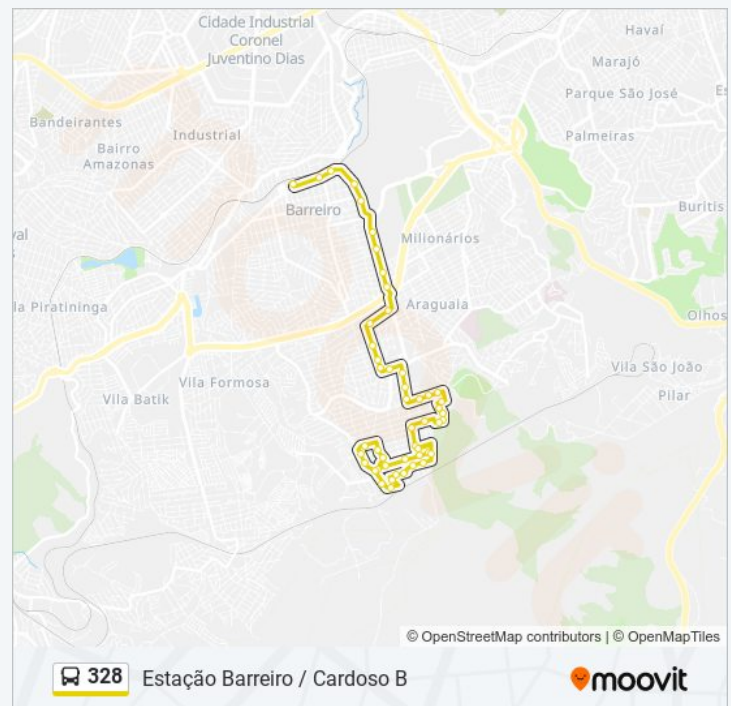 Cidade Industrial
Coronel
Juventino Dias
Havaí
Marajó
Parque São José
Es
Bandeirantes
Bairro
Amazonas
Industrial
Palmeiras
Barreiro
Buritis
val
s
Milionários
la Piratininga
Araguaia
Olhos
Vila São João
Pilar
Vila Formosa
Vila Batik
© OpenStreetMap contributors | © OpenMapTiles
328 Estação Barreiro / Cardoso B
moovit